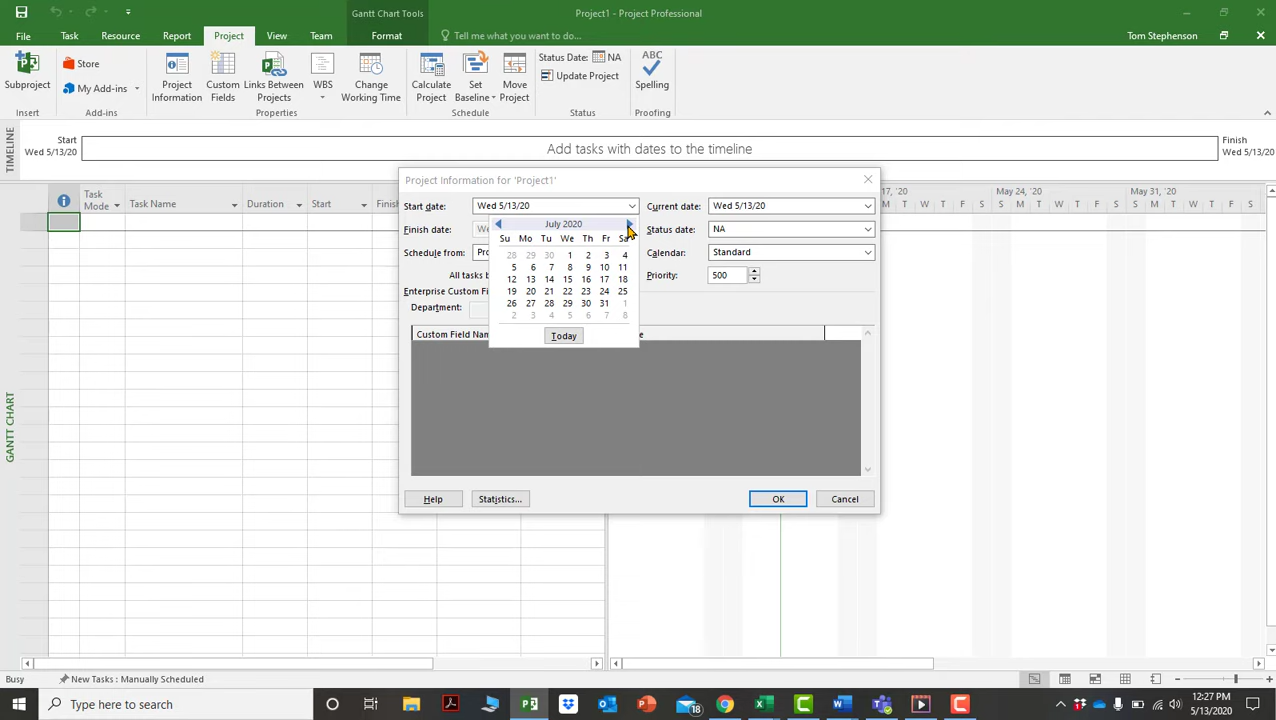 Gantt Chart Tools
Project1 - Project Professional
File
Task
Resource
Report
Project
View
Team
Format
Tell me what you want to do...
Tom Stephenson
Subproject
Store
My Add-ins
Project Information
Custom Fields
Links Between Projects
WBS
Change Working Time
Calculate Project
Set Baseline
Move Project
Status Date:
NA
Update Project
ABC
Spelling
Insert
Add-ins
Properties
Schedule
Status
Proofing
TIMELINE
Start
Wed 5/13/20
Add tasks with dates to the timeline
Finish
Wed 5/13/20
Task Mode
Task Name
Duration
Start
17, '20
May 24, '20
May 31, '20
M T W T F S S M T W T F S S M T W T F S
GANTT CHART
Project Information for 'Project1'
Start date:
Wed 5/13/20
Current date:
Wed 5/13/20
Finish date:
Status date:
NA
Schedule from:
Calendar:
Standard
Priority:
500
Department:
July 2020
Su Mo Tu We Th Fr
28 29 30 1 2 3 4
5 6 7 8 9 10 11
12 13 14 15 16 17 18
19 20 21 22 23 24 25
26 27 28 29 30 31 1
2 3 4 5 6 7 8
Today
Help
Statistics...
OK
Cancel
Busy
New Tasks : Manually Scheduled
Type here to search
18
12:27 PM
5/13/2020